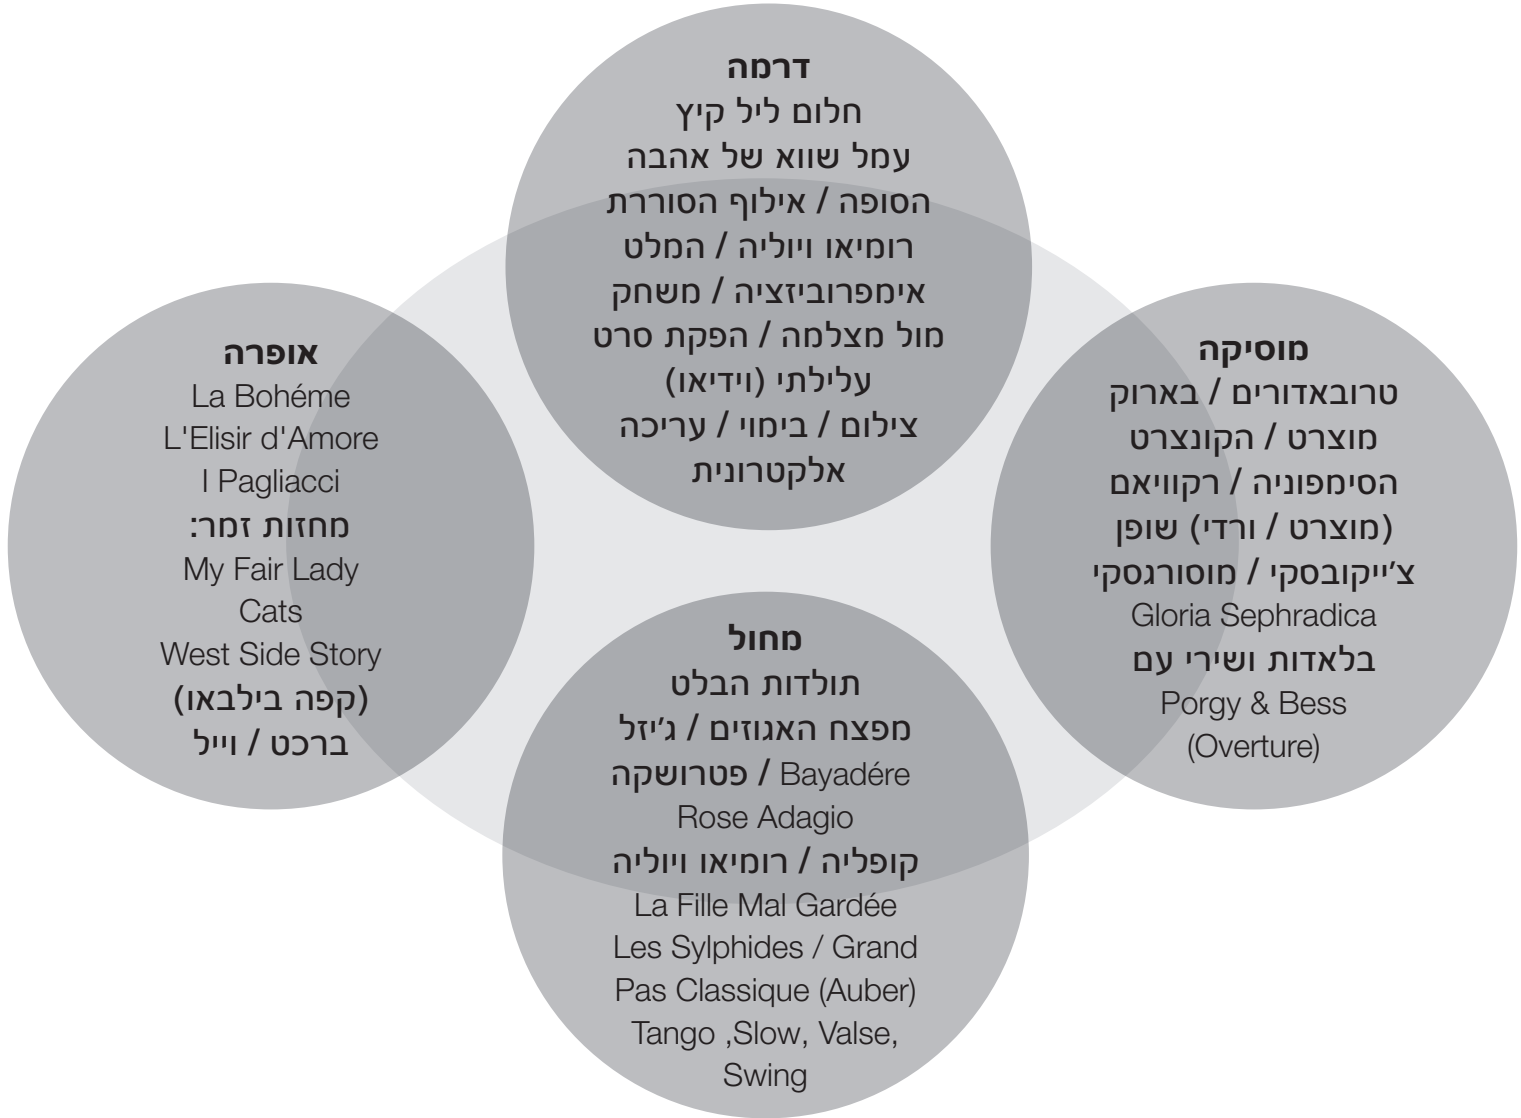 דרמה
חלום ליל קיץ
עמל שווא של אהבה
הסופה / אילוף הסוררת
רומיאו ויוליה / המלט
אימפרוביזציה / משחק
מול מצלמה / הפקת סרט
עלילתי (וידיאו)
צילום / בימוי / עריכה
אלקטרונית
מוסיקה
טרובאדורים / בארוק
מוצרט / הקונצרט
הסימפוניה / רקוויאם
(מוצרט / ורדי) שופן
צ'ייקובסקי / מוסורגסקי
Gloria Sephradica
בלאדות ושירי עם
Porgy & Bess
(Overture)
אופרה
La Bohéme
L'Elisir d'Amore
I Pagliacci
מחזות זמר:
My Fair Lady
Cats
West Side Story
(קפה בילבאו)
ברכט / וייל
מחול
תולדות הבלט
מפצח האגוזים / ג'יזל
Bayadére / פטרושקה
Rose Adagio
קופליה / רומיאו ויוליה
La Fille Mal Gardée
Les Sylphides / Grand
Pas Classique (Auber)
Tango ,Slow, Valse,
Swing